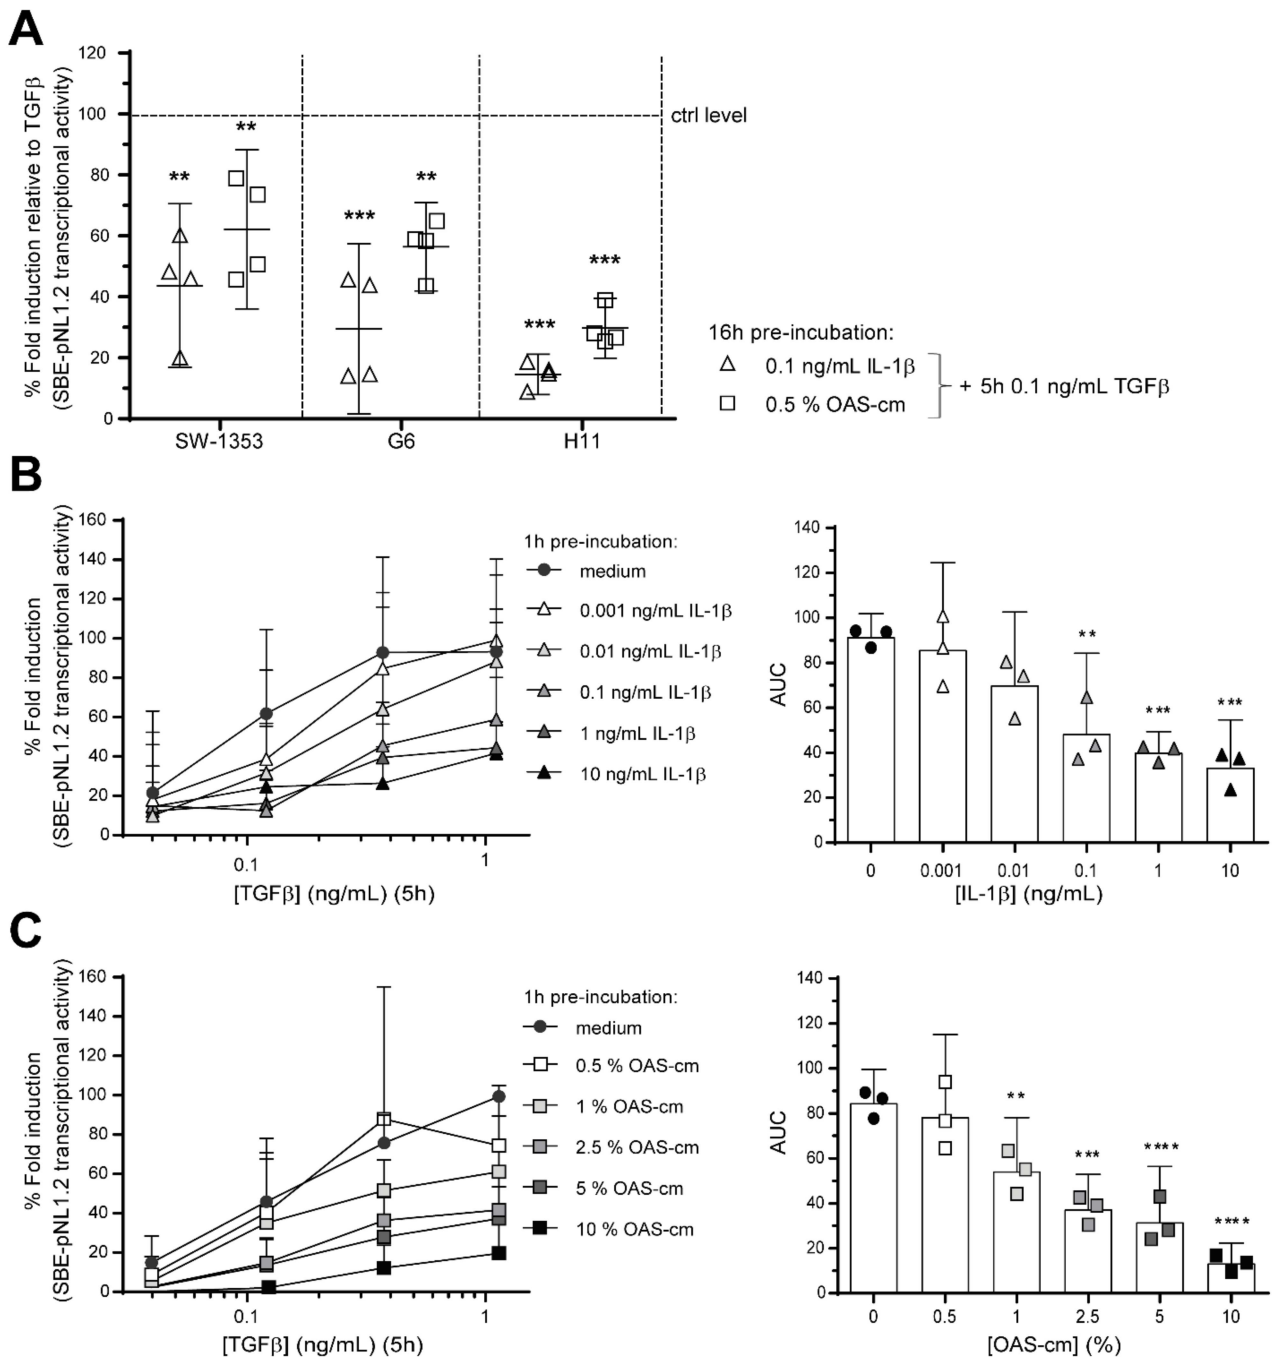 A
% Fold induction relative to TGFβ
(SBE-pNL1.2 transcriptional activity)
120
100
80
60
40
20
0
**
**
***
**
***
***
ctrl level
SW-1353
G6
H11
16h pre-incubation:
0.1 ng/mL IL-1β
0.5 % OAS-cm
+ 5h 0.1 ng/mL TGFβ
B
% Fold induction
(SBE-pNL1.2 transcriptional activity)
160
140
120
100
80
60
40
20
0
0.1
1
[TGFβ] (ng/mL) (5h)
1h pre-incubation:
medium
0.001 ng/mL IL-1β
0.01 ng/mL IL-1β
0.1 ng/mL IL-1β
1 ng/mL IL-1β
10 ng/mL IL-1β
AUC
140
120
100
80
60
40
20
0
**
***
***
0
0.001
0.01
0.1
1
10
[IL-1β] (ng/mL)
C
% Fold induction
(SBE-pNL1.2 transcriptional activity)
160
140
120
100
80
60
40
20
0
0.1
1
[TGFβ] (ng/mL) (5h)
1h pre-incubation:
medium
0.5 % OAS-cm
1 % OAS-cm
2.5 % OAS-cm
5 % OAS-cm
10 % OAS-cm
AUC
140
120
100
80
60
40
20
0
**
***
****
****
0
0.5
1
2.5
5
10
[OAS-cm] (%)